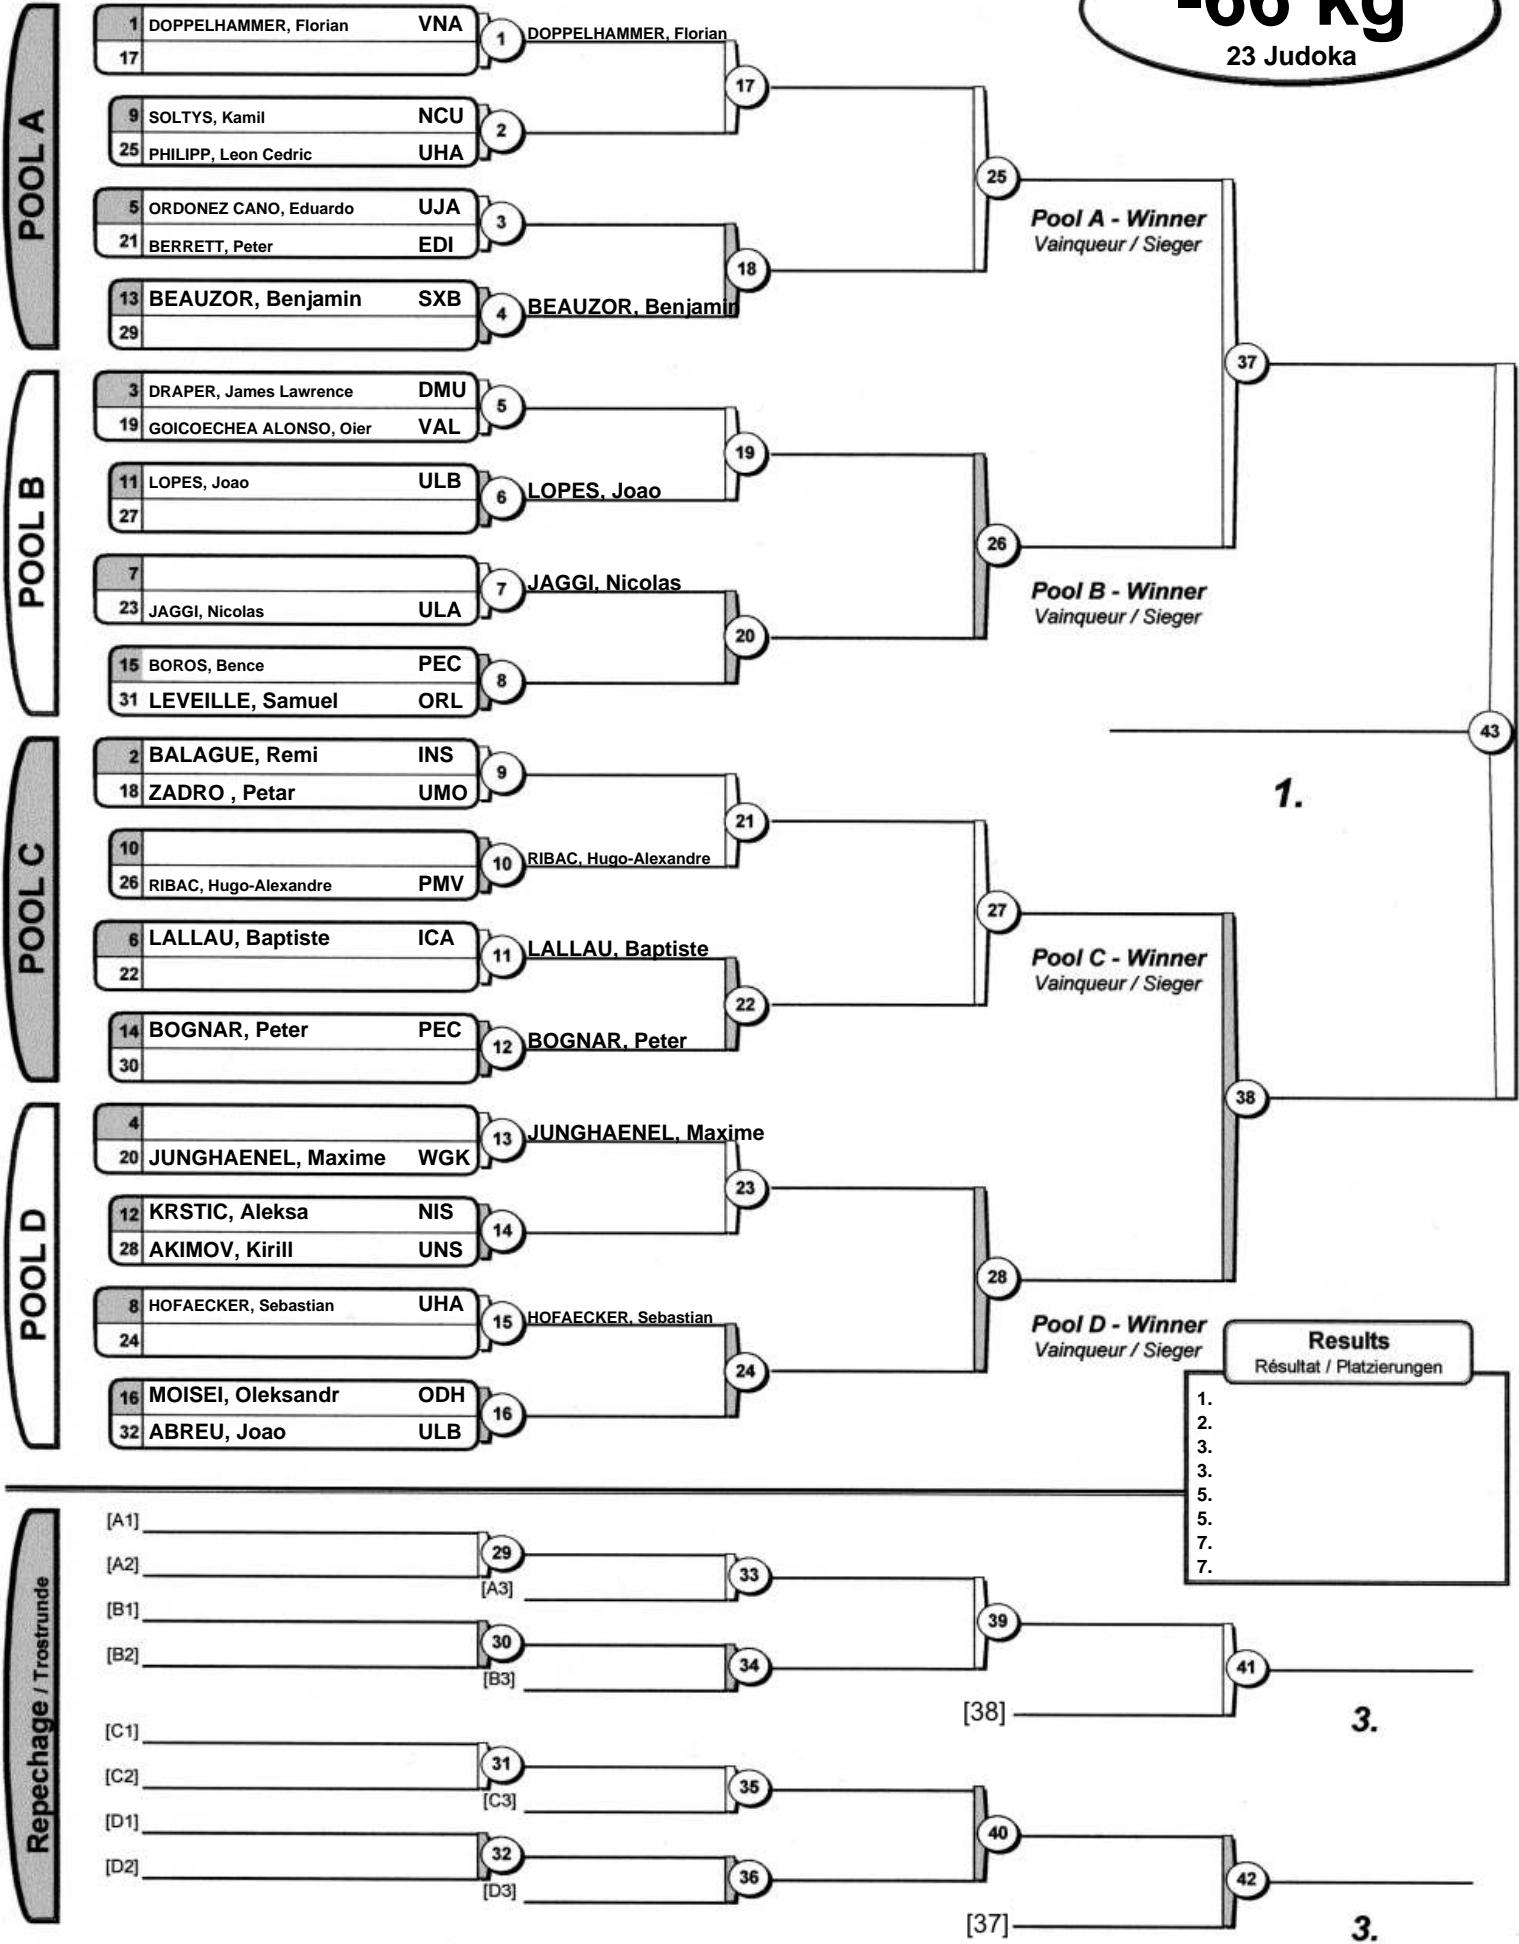 -66 kg
23 Judoka
POOL A
1 DOPPELHAMMER, Florian VNA
17
1 DOPPELHAMMER, Florian
9 SOLTYS, Kamil NCU
25 PHILIPP, Leon Cedric UHA
2
17
5 ORDONEZ CANO, Eduardo UJA
21 BERRETT, Peter EDI
3
13 BEAUZOR, Benjamin SXB
29
4 BEAUZOR, Benjamin
18
25
Pool A - Winner
Vainqueur / Sieger
POOL B
3 DRAPER, James Lawrence DMU
19 GOICOECHEA ALONSO, Oier VAL
5
11 LOPES, Joao ULB
27
6 LOPES, Joao
19
7
23 JAGGI, Nicolas ULA
7 JAGGI, Nicolas
15 BOROS, Bence PEC
31 LEVEILLE, Samuel ORL
8
20
26
Pool B - Winner
Vainqueur / Sieger
37
43
1.
POOL C
2 BALAGUE, Remi INS
18 ZADRO , Petar UMO
9
10
26 RIBAC, Hugo-Alexandre PMV
10 RIBAC, Hugo-Alexandre
21
6 LALLAU, Baptiste ICA
22
11 LALLAU, Baptiste
14 BOGNAR, Peter PEC
30
12 BOGNAR, Peter
22
27
Pool C - Winner
Vainqueur / Sieger
POOL D
4
20 JUNGHAENEL, Maxime WGK
13 JUNGHAENEL, Maxime
12 KRSTIC, Aleksa NIS
28 AKIMOV, Kirill UNS
14
23
8 HOFAECKER, Sebastian UHA
24
15 HOFAECKER, Sebastian
16 MOISEI, Oleksandr ODH
32 ABREU, Joao ULB
16
24
28
Pool D - Winner
Vainqueur / Sieger
38
Results
Résultat / Platzierungen
1.
2.
3.
3.
5.
5.
7.
7.
Repechage / Trostrunde
[A1]
[A2]
29
[A3]
33
[B1]
[B2]
30
[B3]
34
39
[38]
41
3.
[C1]
[C2]
31
[C3]
35
[D1]
[D2]
32
[D3]
36
40
[37]
42
3.